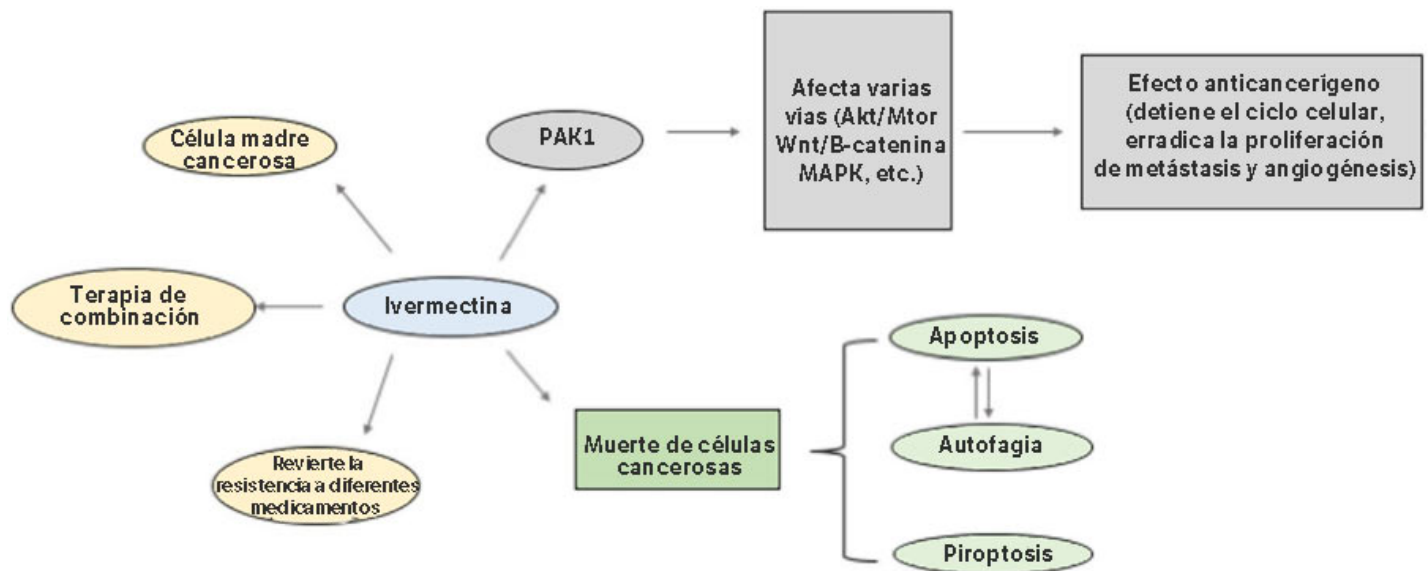 Célula madre
cancerosa
PAK1
Afecta varias
vías (Akt/Mtor
Wnt/B-catenina
MAPK, etc.)
Efecto anticancerígeno
(detiene el ciclo celular,
erradica la proliferación
de metástasis y angiogénesis)
Terapia de
combinación
Ivermectina
Revierte la
resistencia a diferentes
medicamentos
Muerte de células
cancerosas
Apoptosis
Autofagia
Piroptosis